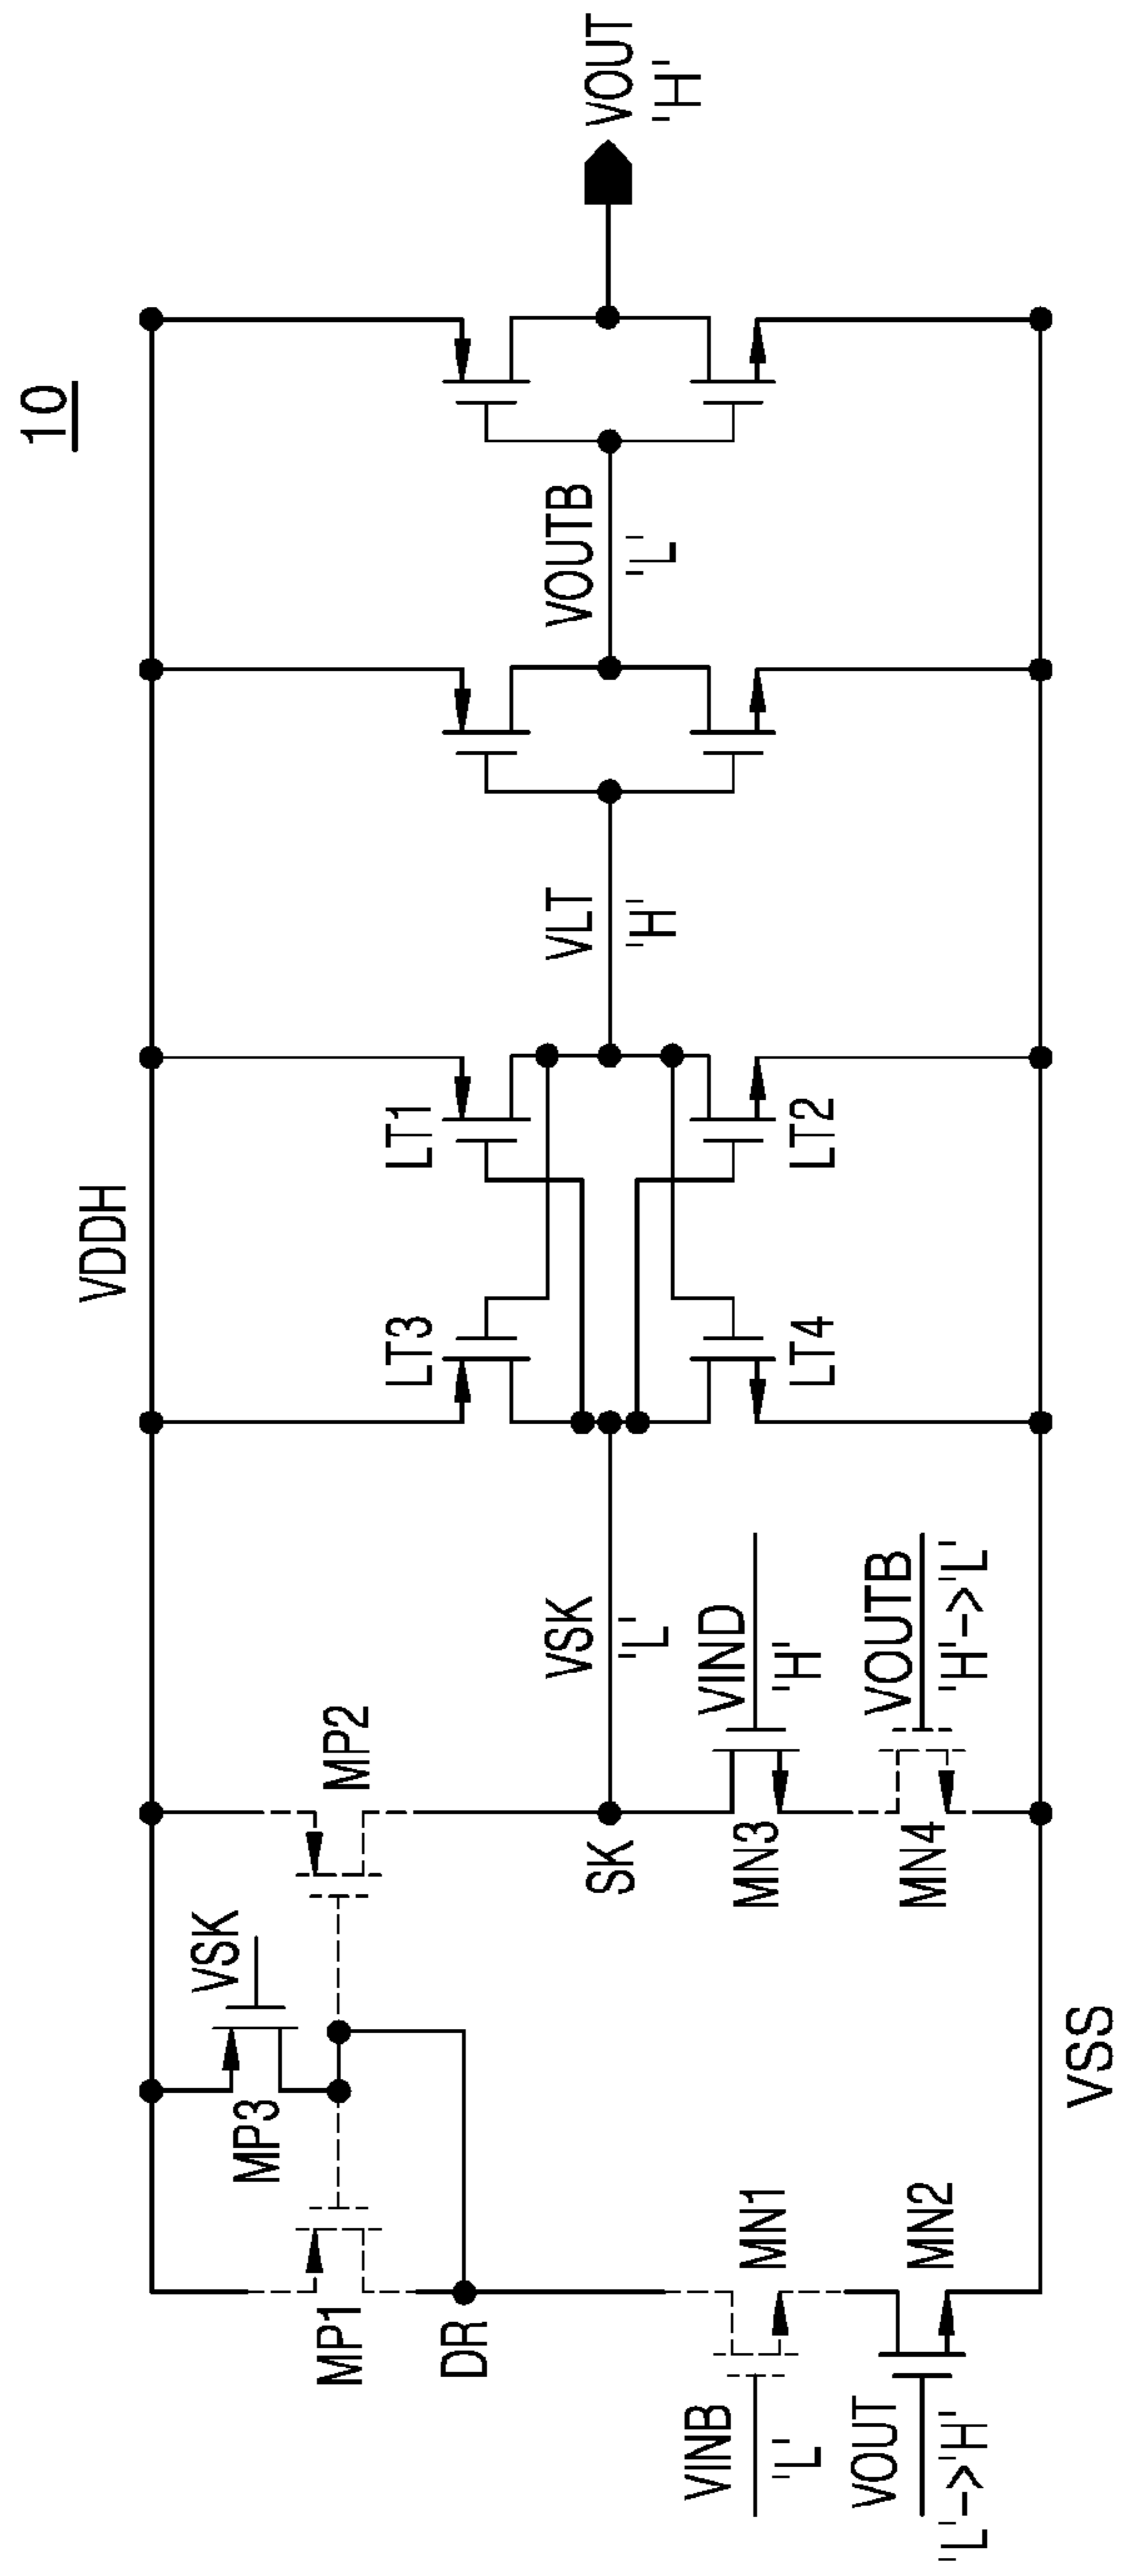 10
VDDH
MP1
MP3
VSK
MP2
DR
SK
VSK
'L'
LT3
LT1
LT4
LT2
VLT
'H'
VOUTB
'L'
VOUT
'H'
VINB
'L'
MN1
VOUT
'L'->'H'
MN2
MN3
VIND
'H'
MN4
VOUTB
'H'->'L'
VSS